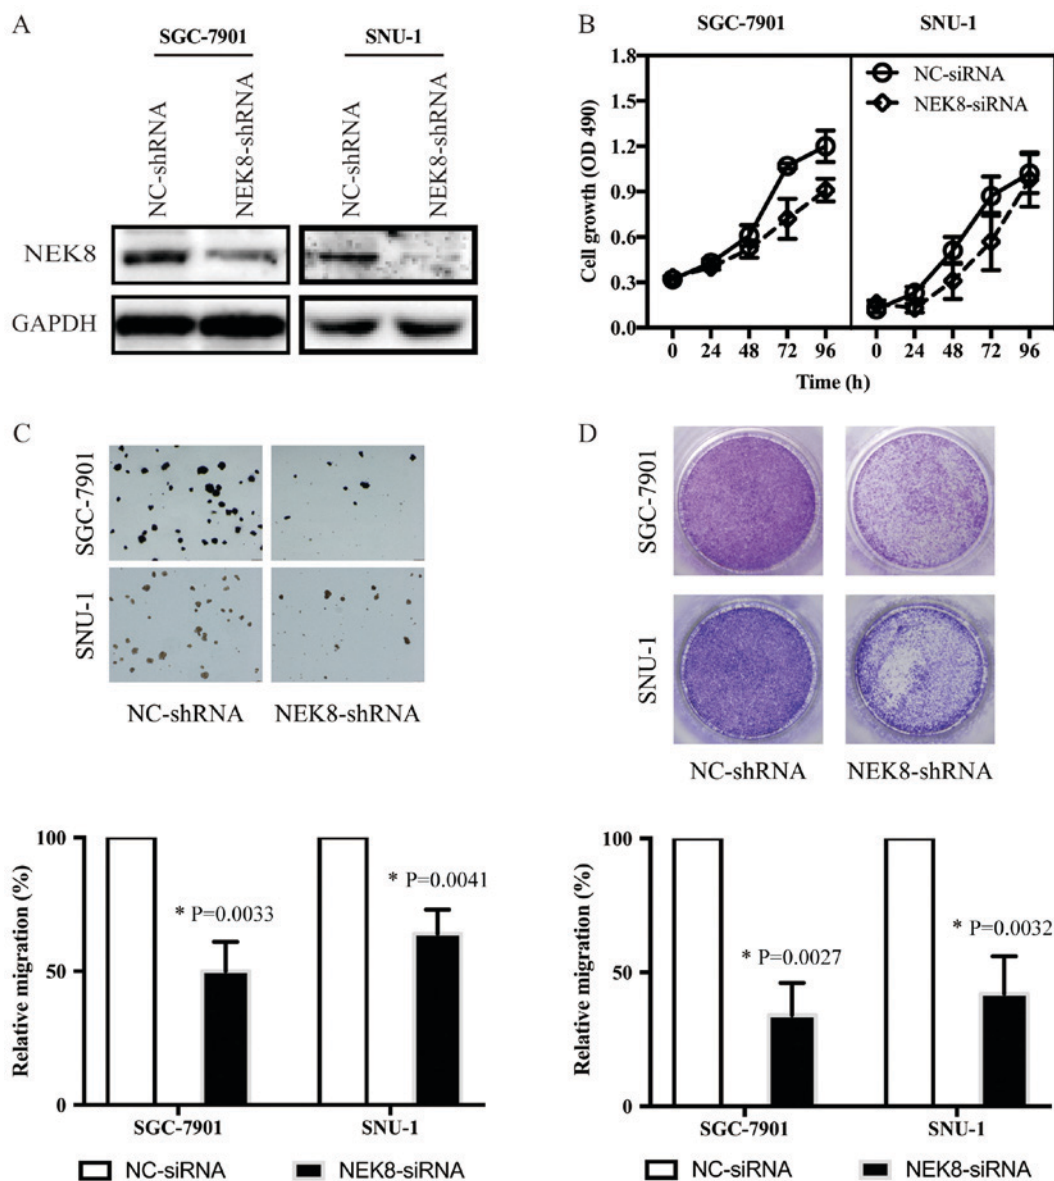 A
SGC-7901 SNU-1
NC-shRNA NEK8-shRNA NC-shRNA NEK8-shRNA
NEK8
GAPDH
B
SGC-7901 SNU-1
Cell growth (OD 490)
1.8
1.5
1.2
0.9
0.6
0.3
0.0
NC-siRNA
NEK8-siRNA
0 24 48 72 96 0 24 48 72 96
Time (h)
C
SGC-7901
SNU-1
NC-shRNA NEK8-shRNA
D
SGC-7901
SNU-1
NC-shRNA NEK8-shRNA
Relative migration (%)
100
50
0
* P=0.0033
* P=0.0041
SGC-7901 SNU-1
NC-siRNA NEK8-siRNA
Relative migration (%)
100
50
0
* P=0.0027
* P=0.0032
SGC-7901 SNU-1
NC-siRNA NEK8-siRNA